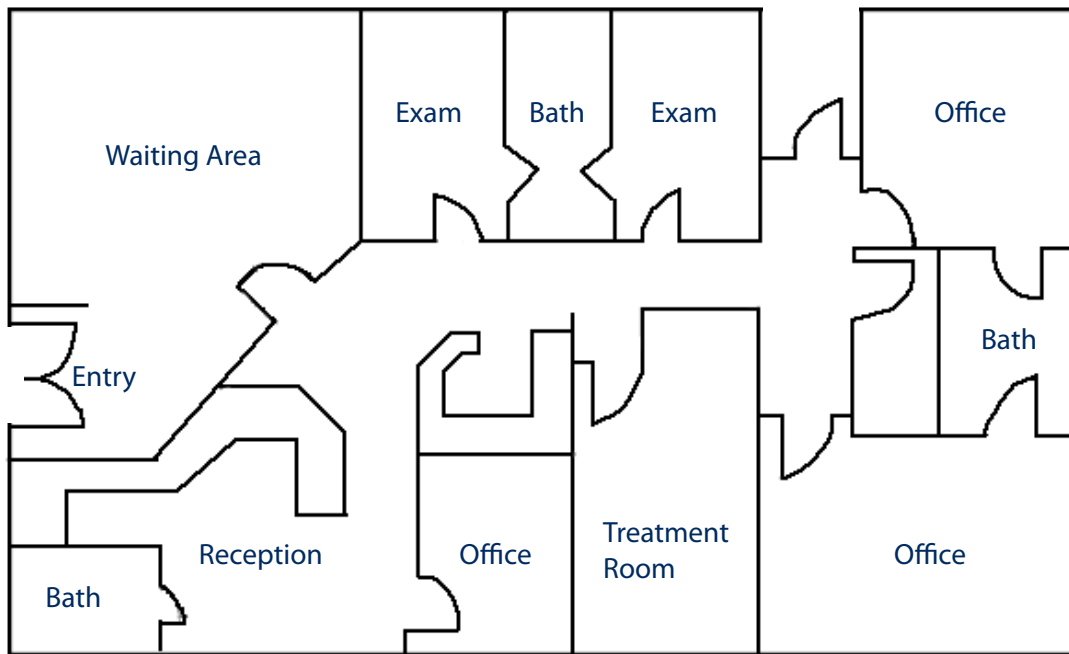 Exam
Bath
Exam
Office
Waiting Area
Bath
Entry
Treatment
Room
Reception
Office
Office
Bath